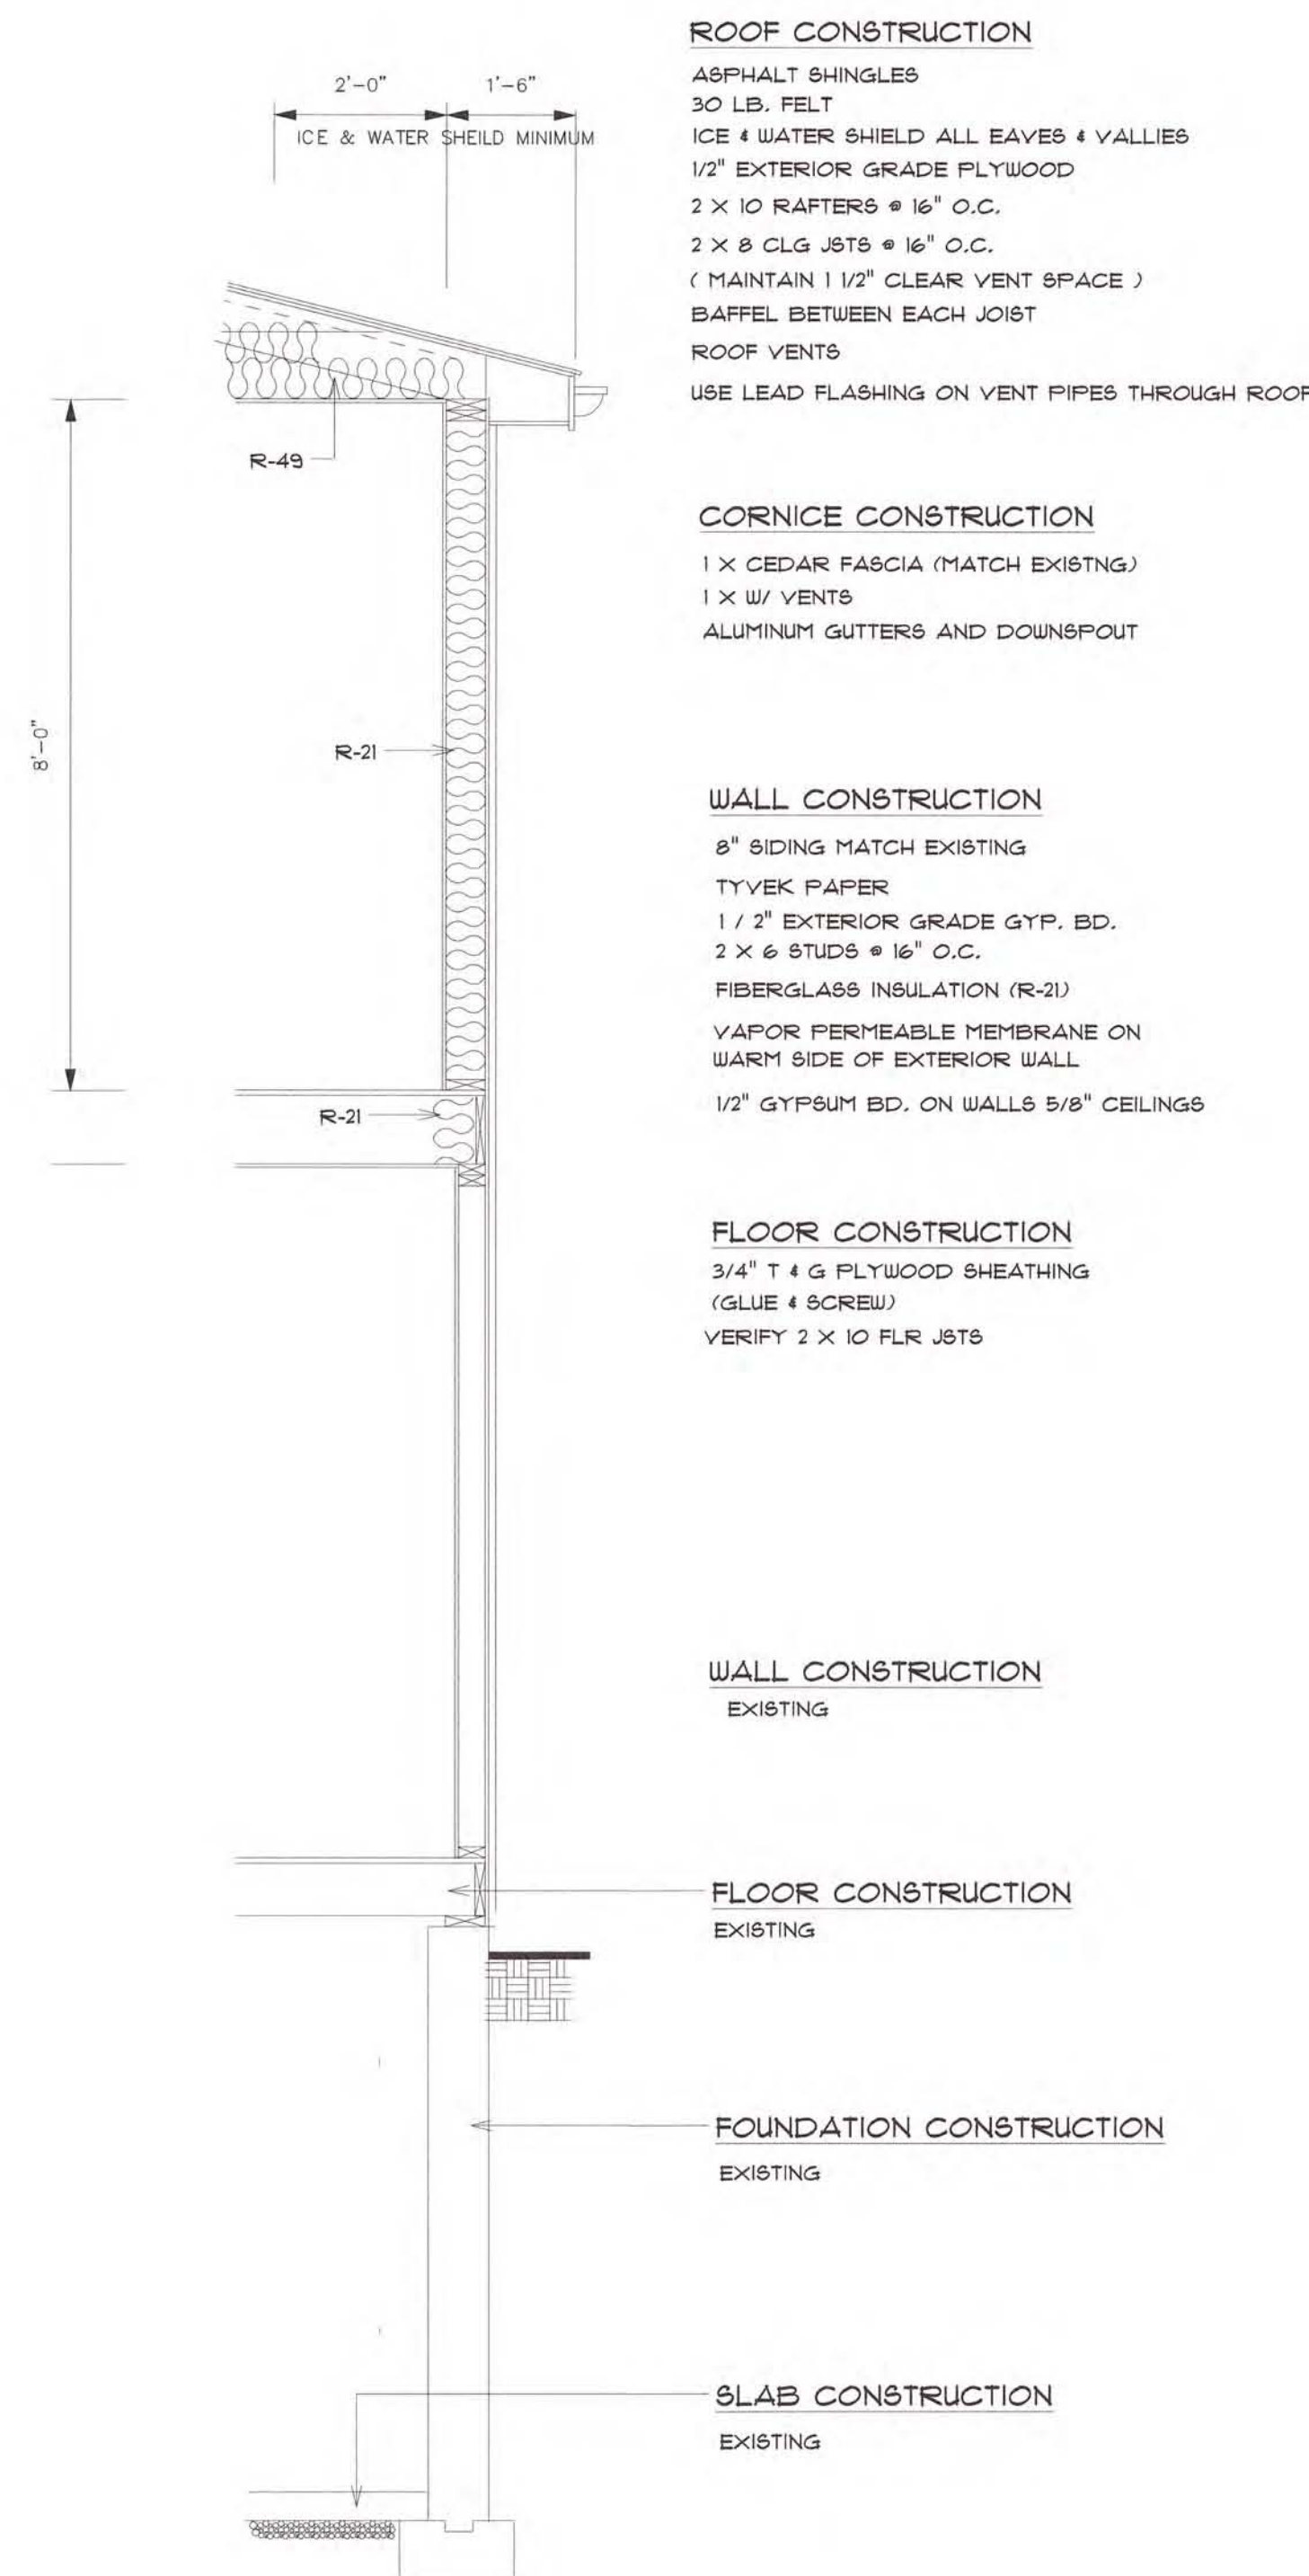 ROOF CONSTRUCTION
2'-0" 1'-6"
ICE & WATER SHEILD MINIMUM
ASPHALT SHINGLES
30 LB. FELT
ICE & WATER SHIELD ALL EAVES & VALLIES
1/2" EXTERIOR GRADE PLYWOOD
2 X 10 RAFTERS @ 16" O.C.
2 X 8 CLG JSTS @ 16" O.C.
( MAINTAIN 1 1/2" CLEAR VENT SPACE )
BAFFEL BETWEEN EACH JOIST
ROOF VENTS
USE LEAD FLASHING ON VENT PIPES THROUGH ROOF
R-49
CORNICE CONSTRUCTION
1 X CEDAR FASCIA (MATCH EXISTNG)
1 X W/ VENTS
ALUMINUM GUTTERS AND DOWNSPOUT
8'-0"
R-21
WALL CONSTRUCTION
8" SIDING MATCH EXISTING
TYVEK PAPER
1 / 2" EXTERIOR GRADE GYP. BD.
2 X 6 STUDS @ 16" O.C.
FIBERGLASS INSULATION (R-21)
VAPOR PERMEABLE MEMBRANE ON
WARM SIDE OF EXTERIOR WALL
1/2" GYPSUM BD. ON WALLS 5/8" CEILINGS
R-21
FLOOR CONSTRUCTION
3/4" T & G PLYWOOD SHEATHING
(GLUE & SCREW)
VERIFY 2 X 10 FLR JSTS
WALL CONSTRUCTION
EXISTING
FLOOR CONSTRUCTION
EXISTING
FOUNDATION CONSTRUCTION
EXISTING
SLAB CONSTRUCTION
EXISTING